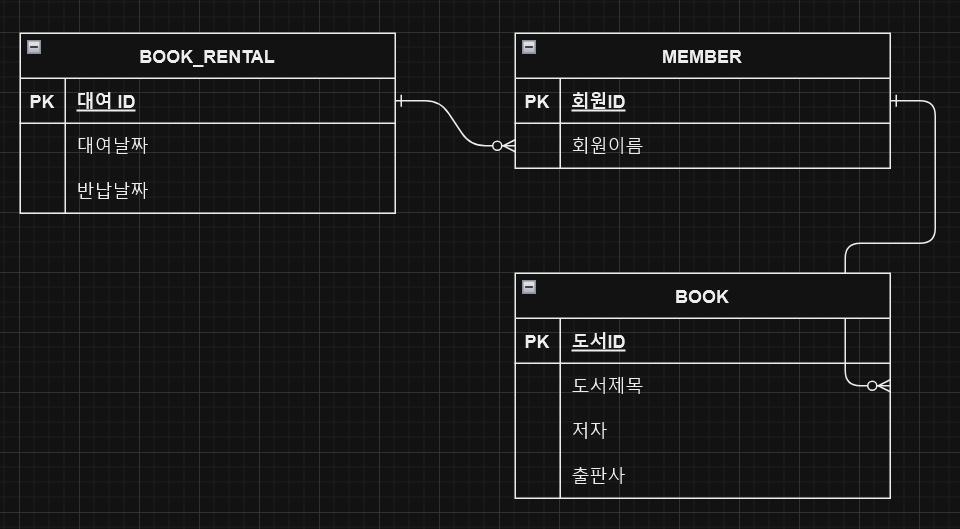 BOOK_RENTAL
PK 대여 ID
대여날짜
반납날짜
MEMBER
PK 회원ID
회원이름
BOOK
PK 도서ID
도서제목
저자
출판사